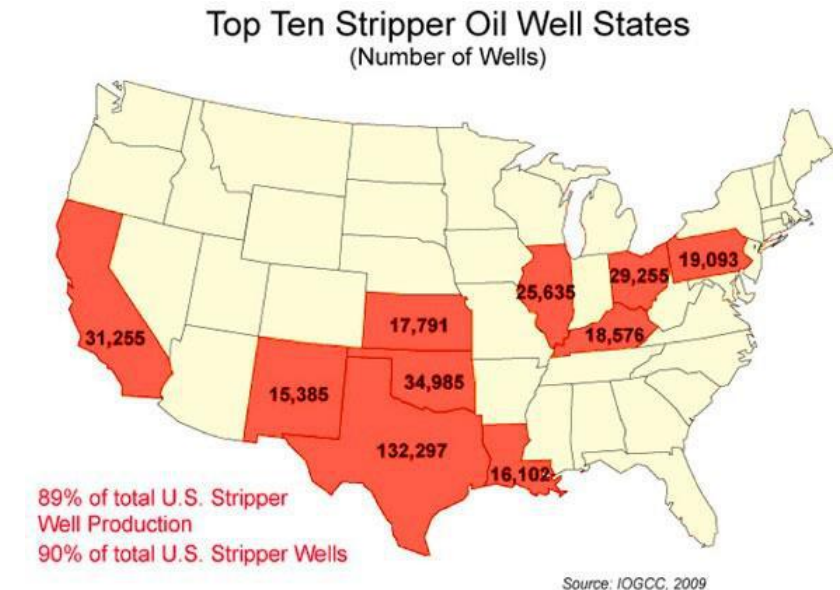 Top Ten Stripper Oil Well States
(Number of Wells)
19,093
29,255
25,635
17,791
18,576
31,255
34,985
15,385
132,297
16,102
89% of total U.S. Stripper
Well Production
90% of total U.S. Stripper Wells
Source: IOGCC, 2009